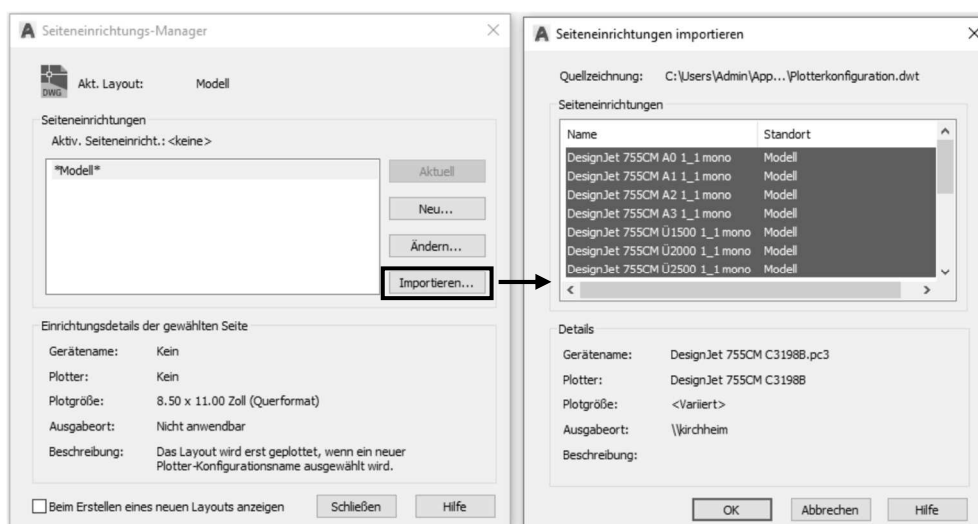 Seiteneinrichtungs-Manager
DWG
Akt. Layout: Modell
Seiteneinrichtungen
Aktiv. Seiteneinricht.: <keine>
*Modell*
Aktuell
Neu...
Ändern...
Importieren...
Einrichtungsdetails der gewählten Seite
Gerätename: Kein
Plotter: Kein
Plotgröße: 8.50 x 11.00 Zoll (Querformat)
Ausgabeort: Nicht anwendbar
Beschreibung: Das Layout wird erst geplottet, wenn ein neuer
Plotter-Konfigurationsname ausgewählt wird.
Beim Erstellen eines neuen Layouts anzeigen
Schließen
Hilfe
Seiteneinrichtungen importieren
Quellzeichnung: C:\Users\Admin\App...\Plotterkonfiguration.dwt
Seiteneinrichtungen
Name Standort
DesignJet 755CM A0 1_1 mono Modell
DesignJet 755CM A1 1_1 mono Modell
DesignJet 755CM A2 1_1 mono Modell
DesignJet 755CM A3 1_1 mono Modell
DesignJet 755CM Ü1500 1_1 mono Modell
DesignJet 755CM Ü2000 1_1 mono Modell
DesignJet 755CM Ü2500 1_1 mono Modell
Details
Gerätename: DesignJet 755CM C3198B.pc3
Plotter: DesignJet 755CM C3198B
Plotgröße: <Variiert>
Ausgabeort: \\kirchheim
Beschreibung:
OK
Abbrechen
Hilfe